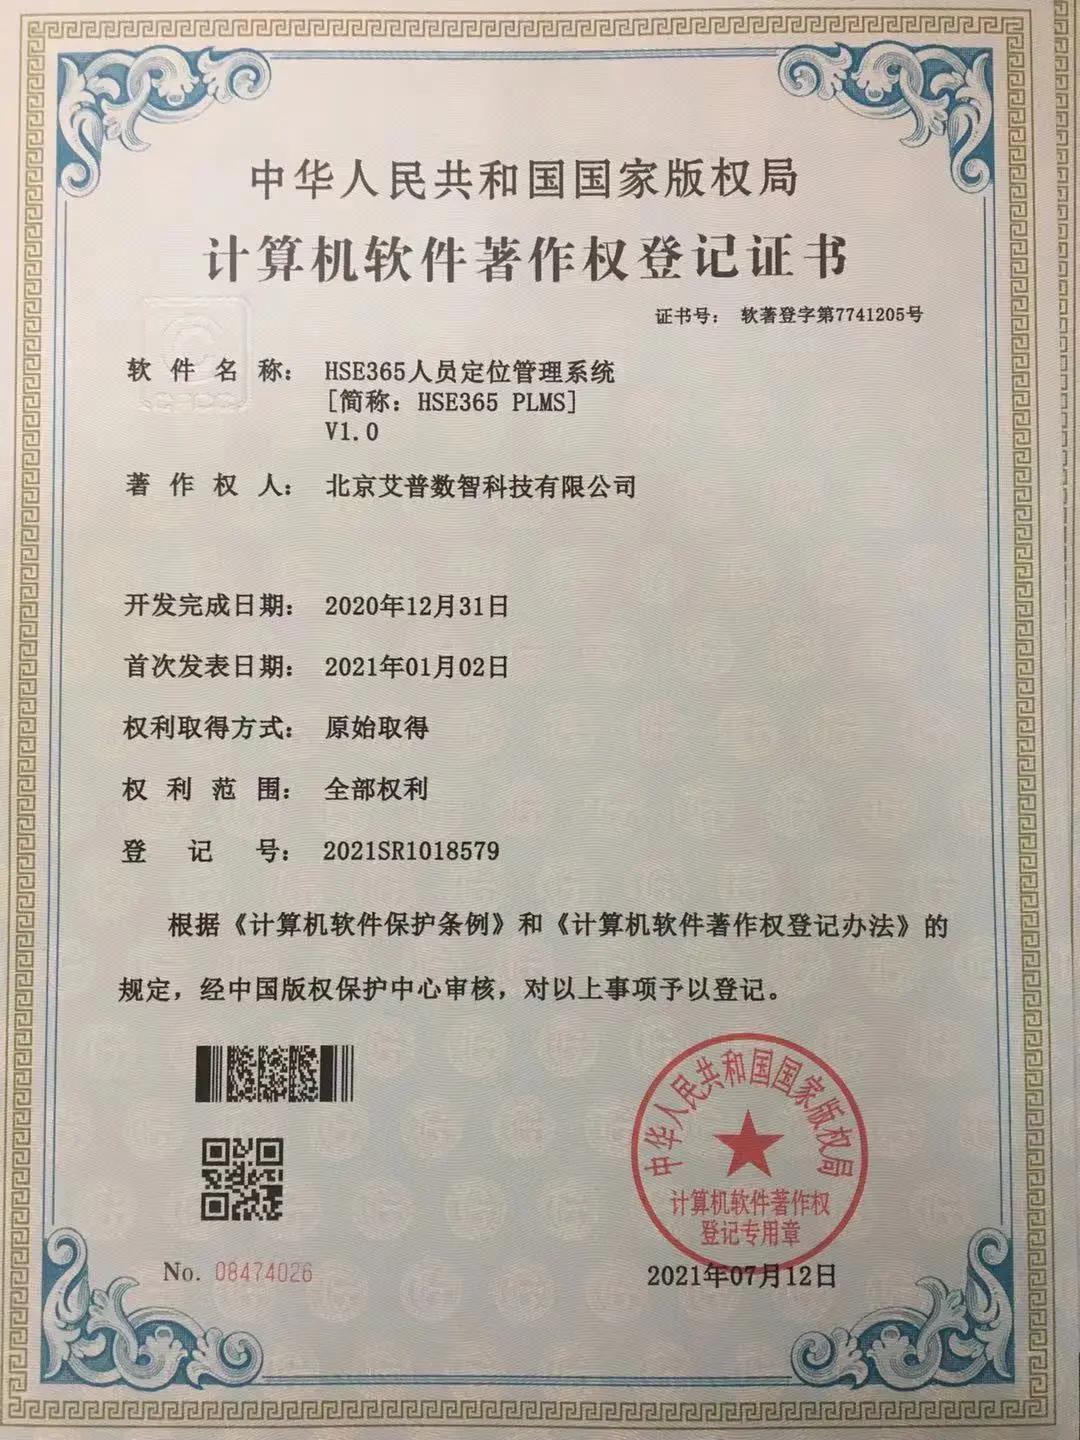 中华人民共和国国家版权局
计算机软件著作权登记证书
证书号： 软著登字第7741205号
软件名称： HSE365人员定位管理系统
[简称：HSE365 PLMS]
V1.0
著作权人： 北京艾普数智科技有限公司
开发完成日期： 2020年12月31日
首次发表日期： 2021年01月02日
权利取得方式： 原始取得
权利范围： 全部权利
登记号： 2021SR1018579
根据《计算机软件保护条例》和《计算机软件著作权登记办法》的
规定，经中国版权保护中心审核，对以上事项予以登记。
中华人民共和国国家版权局
计算机软件著作权
登记专用章
No. 08474026
2021年07月12日